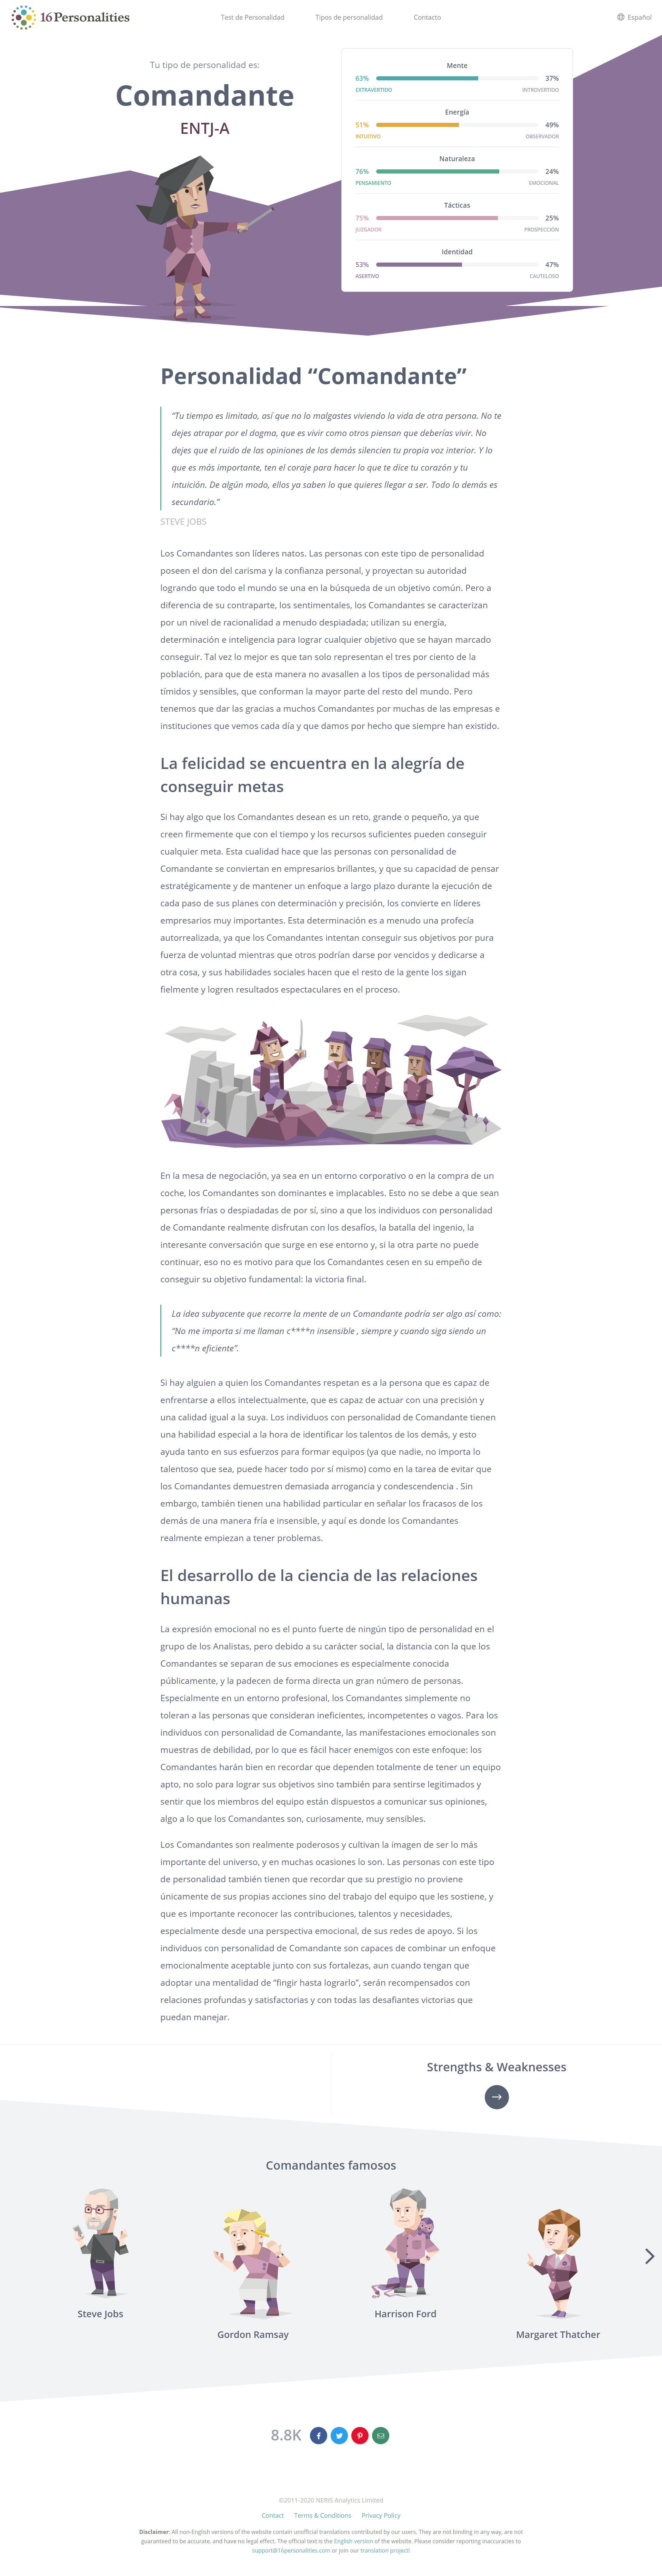 16Personalities
Test de Personalidad
Tipos de personalidad
Contacto
Español
Tu tipo de personalidad es:
Comandante
ENTJ-A
Mente
63% 37%
EXTRAVERTIDO INTROVERTIDO
Energía
51% 49%
INTUITIVO OBSERVADOR
Naturaleza
76% 24%
PENSAMIENTO EMOCIONAL
Tácticas
75% 25%
JUZGADOR PROSPECCIÓN
Identidad
53% 47%
ASERTIVO CAUTELOSO
Personalidad “Comandante”
“Tu tiempo es limitado, así que no lo malgastes viviendo la vida de otra persona. No te
dejes atrapar por el dogma, que es vivir como otros piensan que deberías vivir. No
dejes que el ruido de las opiniones de los demás silencien tu propia voz interior. Y lo
que es más importante, ten el coraje para hacer lo que te dice tu corazón y tu
intuición. De algún modo, ellos ya saben lo que quieres llegar a ser. Todo lo demás es
secundario.”
STEVE JOBS
Los Comandantes son líderes natos. Las personas con este tipo de personalidad
poseen el don del carisma y la confianza personal, y proyectan su autoridad
logrando que todo el mundo se una en la búsqueda de un objetivo común. Pero a
diferencia de su contraparte, los sentimentales, los Comandantes se caracterizan
por un nivel de racionalidad a menudo despiadada; utilizan su energía,
determinación e inteligencia para lograr cualquier objetivo que se hayan marcado
conseguir. Tal vez lo mejor es que tan solo representan el tres por ciento de la
población, para que de esta manera no avasallen a los tipos de personalidad más
tímidos y sensibles, que conforman la mayor parte del resto del mundo. Pero
tenemos que dar las gracias a muchos Comandantes por muchas de las empresas e
instituciones que vemos cada día y que damos por hecho que siempre han existido.
La felicidad se encuentra en la alegría de
conseguir metas
Si hay algo que los Comandantes desean es un reto, grande o pequeño, ya que
creen firmemente que con el tiempo y los recursos suficientes pueden conseguir
cualquier meta. Esta cualidad hace que las personas con personalidad de
Comandante se conviertan en empresarios brillantes, y que su capacidad de pensar
estratégicamente y de mantener un enfoque a largo plazo durante la ejecución de
cada paso de sus planes con determinación y precisión, los convierte en líderes
empresarios muy importantes. Esta determinación es a menudo una profecía
autorrealizada, ya que los Comandantes intentan conseguir sus objetivos por pura
fuerza de voluntad mientras que otros podrían darse por vencidos y dedicarse a
otra cosa, y sus habilidades sociales hacen que el resto de la gente los sigan
fielmente y logren resultados espectaculares en el proceso.
En la mesa de negociación, ya sea en un entorno corporativo o en la compra de un
coche, los Comandantes son dominantes e implacables. Esto no se debe a que sean
personas frías o despiadadas de por sí, sino a que los individuos con personalidad
de Comandante realmente disfrutan con los desafíos, la batalla del ingenio, la
interesante conversación que surge en ese entorno y, si la otra parte no puede
continuar, eso no es motivo para que los Comandantes cesen en su empeño de
conseguir su objetivo fundamental: la victoria final.
La idea subyacente que recorre la mente de un Comandante podría ser algo así como:
“No me importa si me llaman c****n insensible , siempre y cuando siga siendo un
c****n eficiente”.
Si hay alguien a quien los Comandantes respetan es a la persona que es capaz de
enfrentarse a ellos intelectualmente, que es capaz de actuar con una precisión y
una calidad igual a la suya. Los individuos con personalidad de Comandante tienen
una habilidad especial a la hora de identificar los talentos de los demás, y esto
ayuda tanto en sus esfuerzos para formar equipos (ya que nadie, no importa lo
talentoso que sea, puede hacer todo por sí mismo) como en la tarea de evitar que
los Comandantes demuestren demasiada arrogancia y condescendencia . Sin
embargo, también tienen una habilidad particular en señalar los fracasos de los
demás de una manera fría e insensible, y aquí es donde los Comandantes
realmente empiezan a tener problemas.
El desarrollo de la ciencia de las relaciones
humanas
La expresión emocional no es el punto fuerte de ningún tipo de personalidad en el
grupo de los Analistas, pero debido a su carácter social, la distancia con la que los
Comandantes se separan de sus emociones es especialmente conocida
públicamente, y la padecen de forma directa un gran número de personas.
Especialmente en un entorno profesional, los Comandantes simplemente no
toleran a las personas que consideran ineficientes, incompetentes o vagos. Para los
individuos con personalidad de Comandante, las manifestaciones emocionales son
muestras de debilidad, por lo que es fácil hacer enemigos con este enfoque: los
Comandantes harán bien en recordar que dependen totalmente de tener un equipo
apto, no solo para lograr sus objetivos sino también para sentirse legitimados y
sentir que los miembros del equipo están dispuestos a comunicar sus opiniones,
algo a lo que los Comandantes son, curiosamente, muy sensibles.
Los Comandantes son realmente poderosos y cultivan la imagen de ser lo más
importante del universo, y en muchas ocasiones lo son. Las personas con este tipo
de personalidad también tienen que recordar que su prestigio no proviene
únicamente de sus propias acciones sino del trabajo del equipo que les sostiene, y
que es importante reconocer las contribuciones, talentos y necesidades,
especialmente desde una perspectiva emocional, de sus redes de apoyo. Si los
individuos con personalidad de Comandante son capaces de combinar un enfoque
emocionalmente aceptable junto con sus fortalezas, aun cuando tengan que
adoptar una mentalidad de “fingir hasta lograrlo”, serán recompensados con
relaciones profundas y satisfactorias y con todas las desafiantes victorias que
puedan manejar.
Strengths & Weaknesses
Comandantes famosos
Steve Jobs
Gordon Ramsay
Harrison Ford
Margaret Thatcher
8.8K
©2011-2020 NERIS Analytics Limited
Contact Terms & Conditions Privacy Policy
Disclaimer: All non-English versions of the website contain unofficial translations contributed by our users. They are not binding in any way, are not
guaranteed to be accurate, and have no legal effect. The official text is the English version of the website. Please consider reporting inaccuracies to
support@16personalities.com or join our translation project!